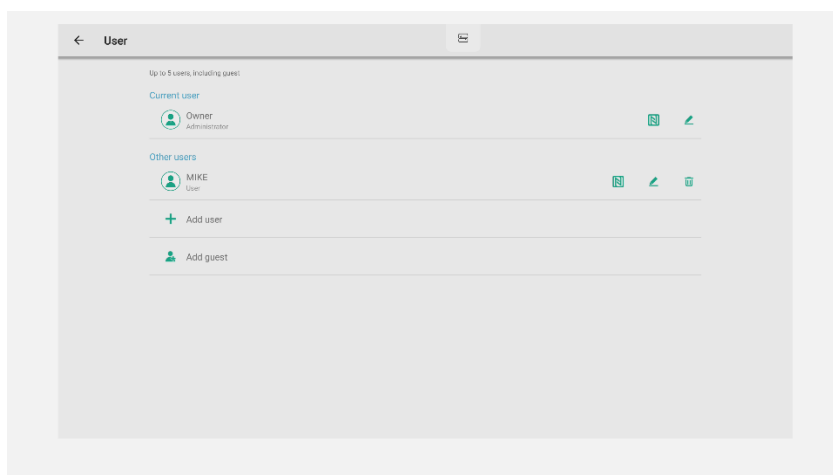 User
Up to 5 users, including guest
Current user
Owner
Administrator
Other users
MIKE
User
Add user
Add guest